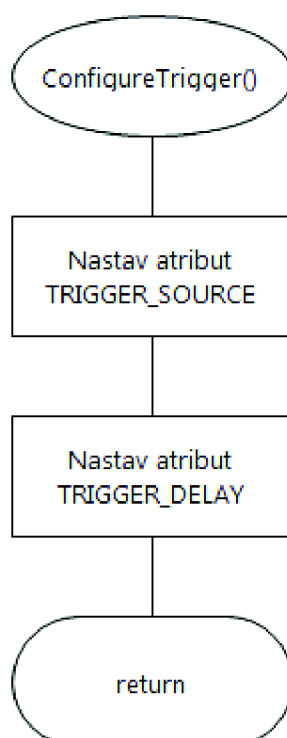 ConfigureTrigger()
Nastav atribut
TRIGGER_SOURCE
Nastav atribut
TRIGGER_DELAY
return